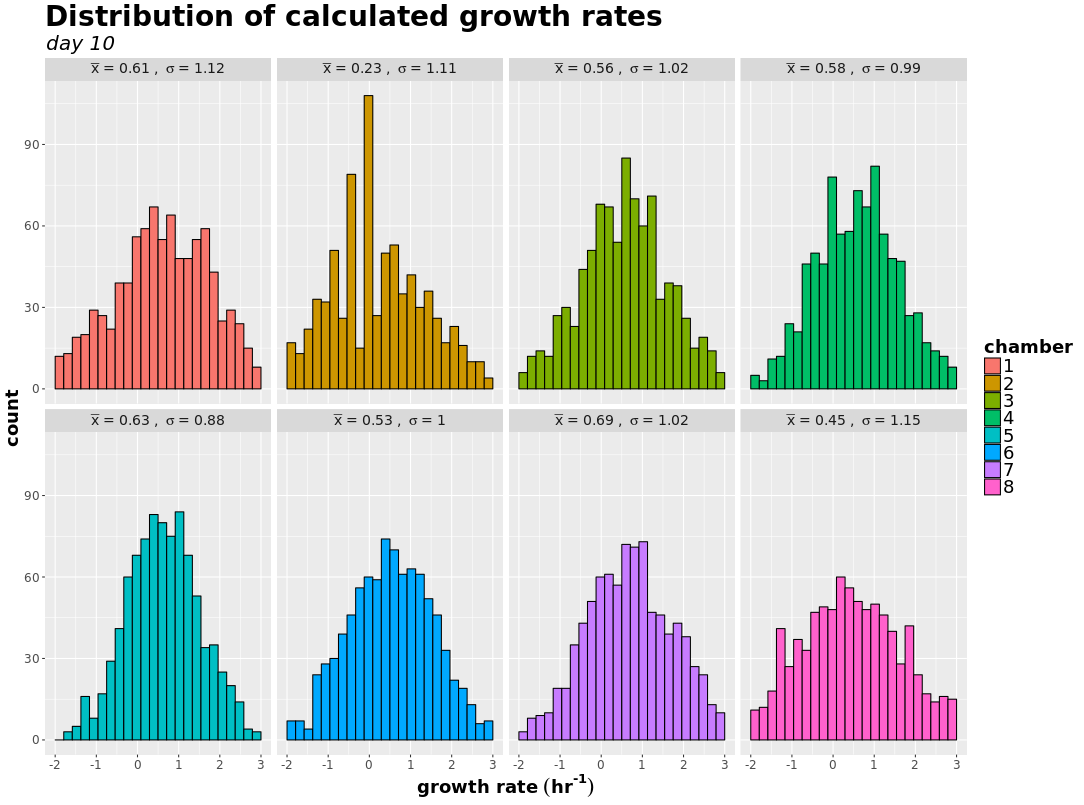 Distribution of calculated growth rates
day 10
x̅ = 0.61 , σ = 1.12
x̅ = 0.23 , σ = 1.11
x̅ = 0.56 , σ = 1.02
x̅ = 0.58 , σ = 0.99
90
60
30
0
x̅ = 0.63 , σ = 0.88
x̅ = 0.53 , σ = 1
x̅ = 0.69 , σ = 1.02
x̅ = 0.45 , σ = 1.15
90
60
30
0
-2 -1 0 1 2 3
-2 -1 0 1 2 3
-2 -1 0 1 2 3
-2 -1 0 1 2 3
count
growth rate (hr⁻¹)
chamber
1
2
3
4
5
6
7
8